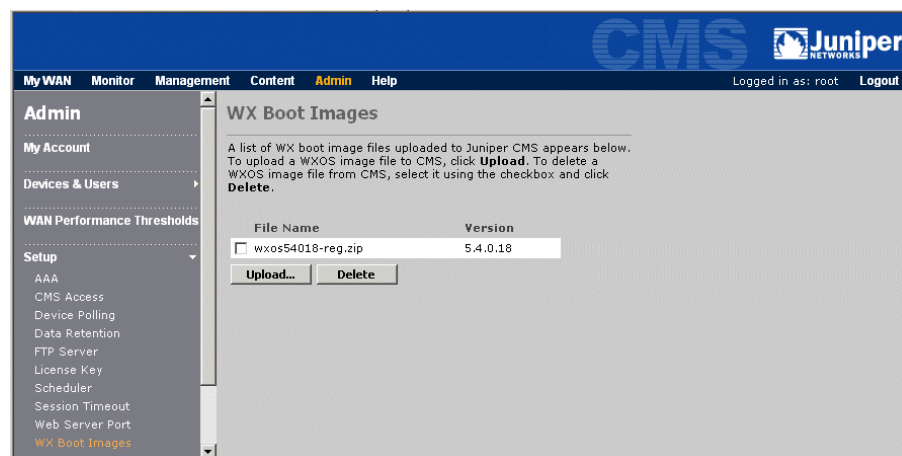 CMS
Juniper
NETWORKS
My WAN Monitor Management Content Admin Help Logged in as: root Logout
Admin
My Account
Devices & Users
WAN Performance Thresholds
Setup
AAA
CMS Access
Device Polling
Data Retention
FTP Server
License Key
Scheduler
Session Timeout
Web Server Port
WX Boot Images
WX Boot Images
A list of WX boot image files uploaded to Juniper CMS appears below.
To upload a WXOS image file to CMS, click Upload. To delete a
WXOS image file from CMS, select it using the checkbox and click
Delete.
File Name Version
wxos54018-reg.zip 5.4.0.18
Upload... Delete